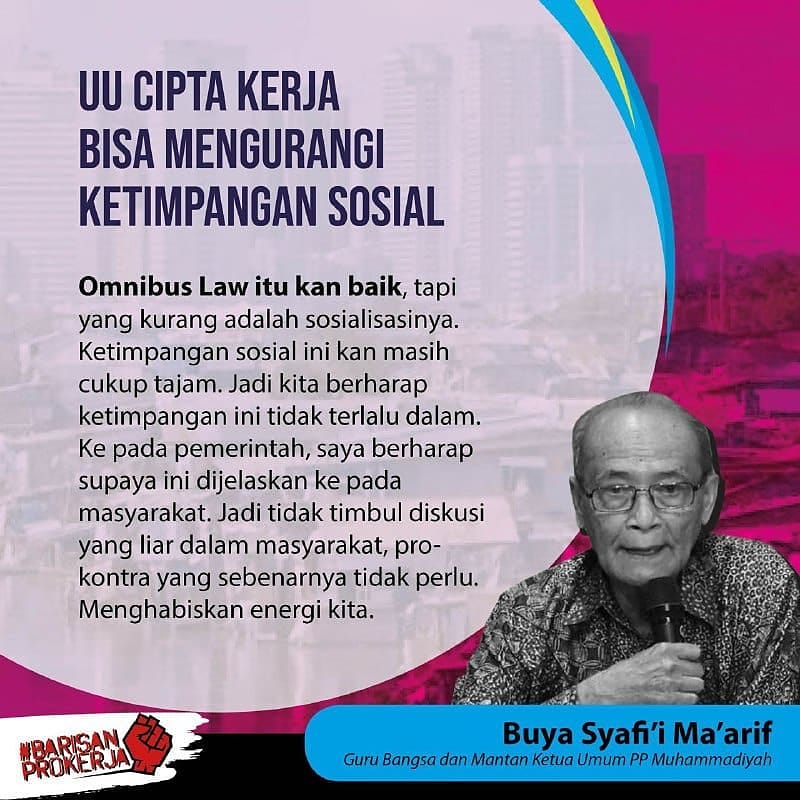 UU CIPTA KERJA
BISA MENGURANGI
KETIMPANGAN SOSIAL
Omnibus Law itu kan baik, tapi
yang kurang adalah sosialisasinya.
Ketimpangan sosial ini kan masih
cukup tajam. Jadi kita berharap
ketimpangan ini tidak terlalu dalam.
Ke pada pemerintah, saya berharap
supaya ini dijelaskan ke pada
masyarakat. Jadi tidak timbul diskusi
yang liar dalam masyarakat, pro-
kontra yang sebenarnya tidak perlu.
Menghabiskan energi kita.
#BARISAN
PROKERJA
Buya Syafi'i Ma'arif
Guru Bangsa dan Mantan Ketua Umum PP Muhammadiyah